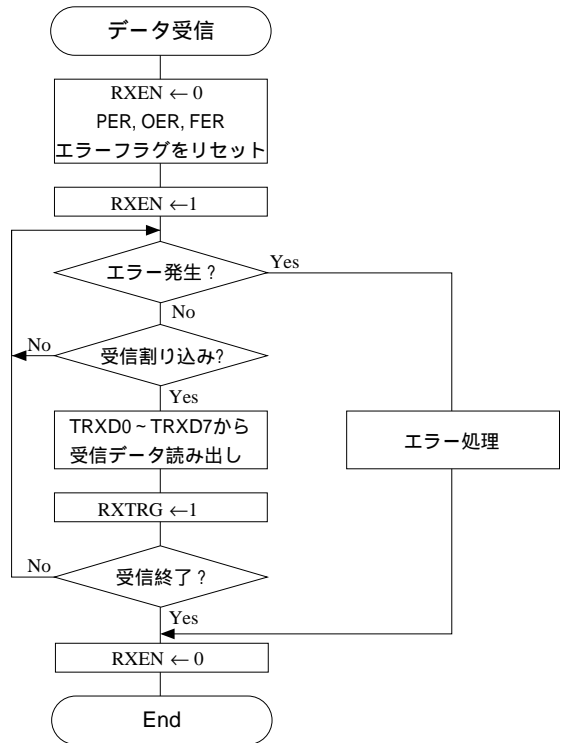 データ受信
RXEN ← 0
PER, OER, FER
エラーフラグをリセット
RXEN ←1
エラー発生？
Yes
No
受信割り込み?
No
Yes
TRXD0 ~ TRXD7から
受信データ読み出し
エラー処理
RXTRG ←1
受信終了？
No
Yes
RXEN ← 0
End